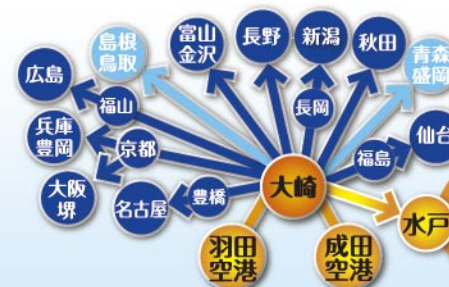 島根
鳥取
富山
金沢
長野
新潟
秋田
青森
盛岡
広島
福山
長岡
兵庫
豊岡
京都
福島
仙台
大阪
堺
名古屋
豊橋
大崎
水戸
羽田
空港
成田
空港